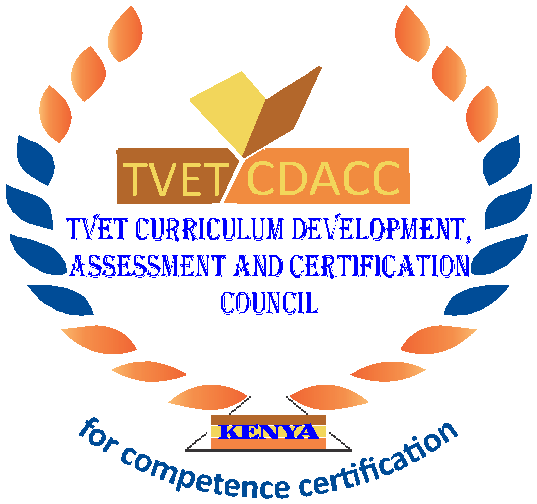 TVET CDACC
TVET CURRICULUM DEVELOPMENT,
ASSESSMENT AND CERTIFICATION
COUNCIL
KENYA
for competence certification